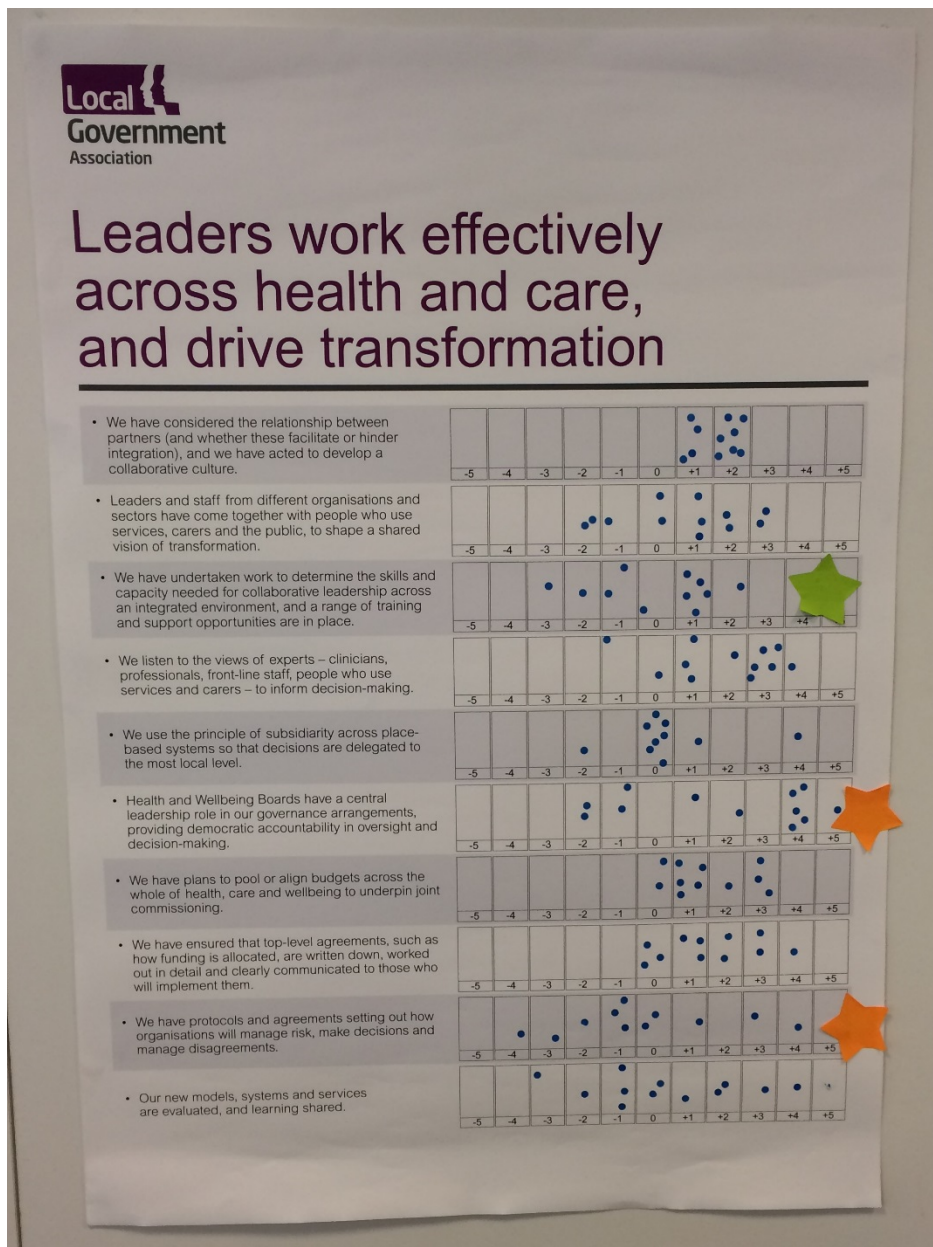 Local
Government
Association
Leaders work effectively
across health and care,
and drive transformation
• We have considered the relationship between
partners (and whether these facilitate or hinder
integration), and we have acted to develop a
collaborative culture.
-5 -4 -3 -2 -1 0 +1 +2 +3 +4 +5
• Leaders and staff from different organisations and
sectors have come together with people who use
services, carers and the public, to shape a shared
vision of transformation.
-5 -4 -3 -2 -1 0 +1 +2 +3 +4 +5
• We have undertaken work to determine the skills and
capacity needed for collaborative leadership across
an integrated environment, and a range of training
and support opportunities are in place.
-5 -4 -3 -2 -1 0 +1 +2 +3 +4
• We listen to the views of experts – clinicians,
professionals, front-line staff, people who use
services and carers – to inform decision-making.
-5 -4 -3 -2 -1 0 +1 +2 +3 +4 +5
• We use the principle of subsidiarity across place-
based systems so that decisions are delegated to
the most local level.
-5 -4 -3 -2 -1 0 +1 +2 +3 +4 +5
• Health and Wellbeing Boards have a central
leadership role in our governance arrangements,
providing democratic accountability in oversight and
decision-making.
-5 -4 -3 -2 -1 0 +1 +2 +3 +4 +5
• We have plans to pool or align budgets across the
whole of health, care and wellbeing to underpin joint
commissioning.
-5 -4 -3 -2 -1 0 +1 +2 +3 +4 +5
• We have ensured that top-level agreements, such as
how funding is allocated, are written down, worked
out in detail and clearly communicated to those who
will implement them.
-5 -4 -3 -2 -1 0 +1 +2 +3 +4 +5
• We have protocols and agreements setting out how
organisations will manage risk, make decisions and
manage disagreements.
-5 -4 -3 -2 -1 0 +1 +2 +3 +4 +5
• Our new models, systems and services
are evaluated, and learning shared.
-5 -4 -3 -2 -1 0 +1 +2 +3 +4 +5